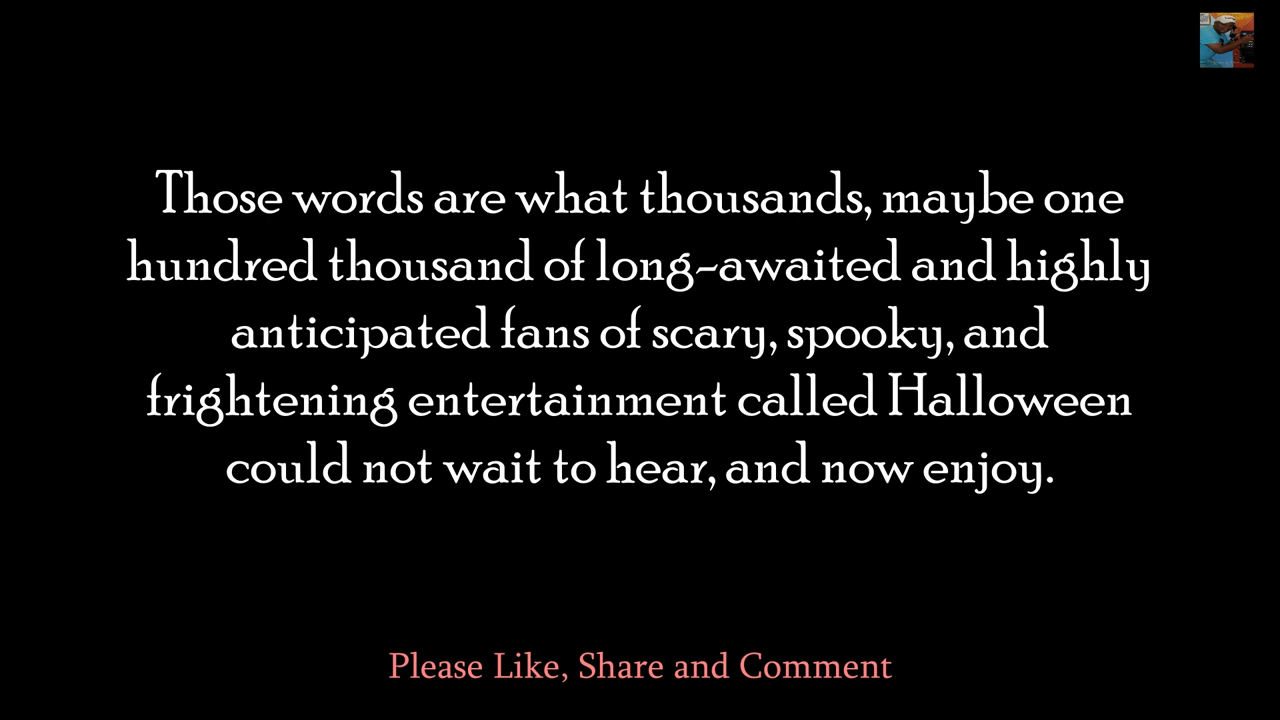 Those words are what thousands, maybe one
hundred thousand of long-awaited and highly
anticipated fans of scary, spooky, and
frightening entertainment called Halloween
could not wait to hear, and now enjoy.
Please Like, Share and Comment